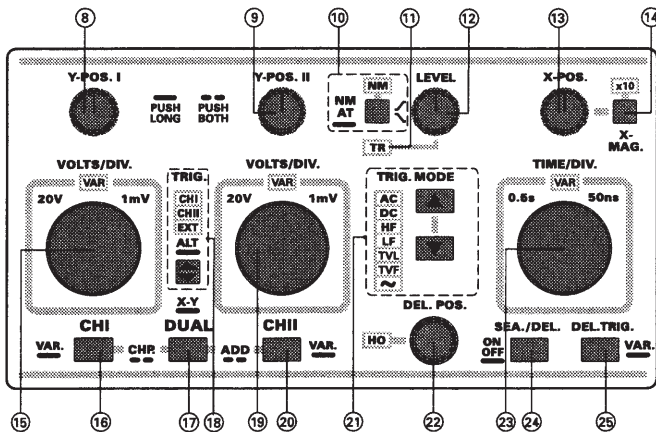 8 9 10 11 12 13 14
Y-POS. I Y-POS. II NM LEVEL X-POS. x10
PUSH LONG PUSH BOTH NM AT X-MAG.
TR
VOLTS/DIV. TRIG. VOLTS/DIV. TRIG. MODE TIME/DIV.
VAR VAR VAR
20V 1mV CHI 20V 1mV AC 0.5s 50ns
CHII DC
EXT HF
ALT LF
TVL
TVF
~
X-Y DEL. POS.
CHI DUAL CHII SEA./DEL. DEL.TRIG.
VAR. CHP. ADD VAR. HO ON OFF VAR.
15 16 17 18 19 20 21 22 23 24 25